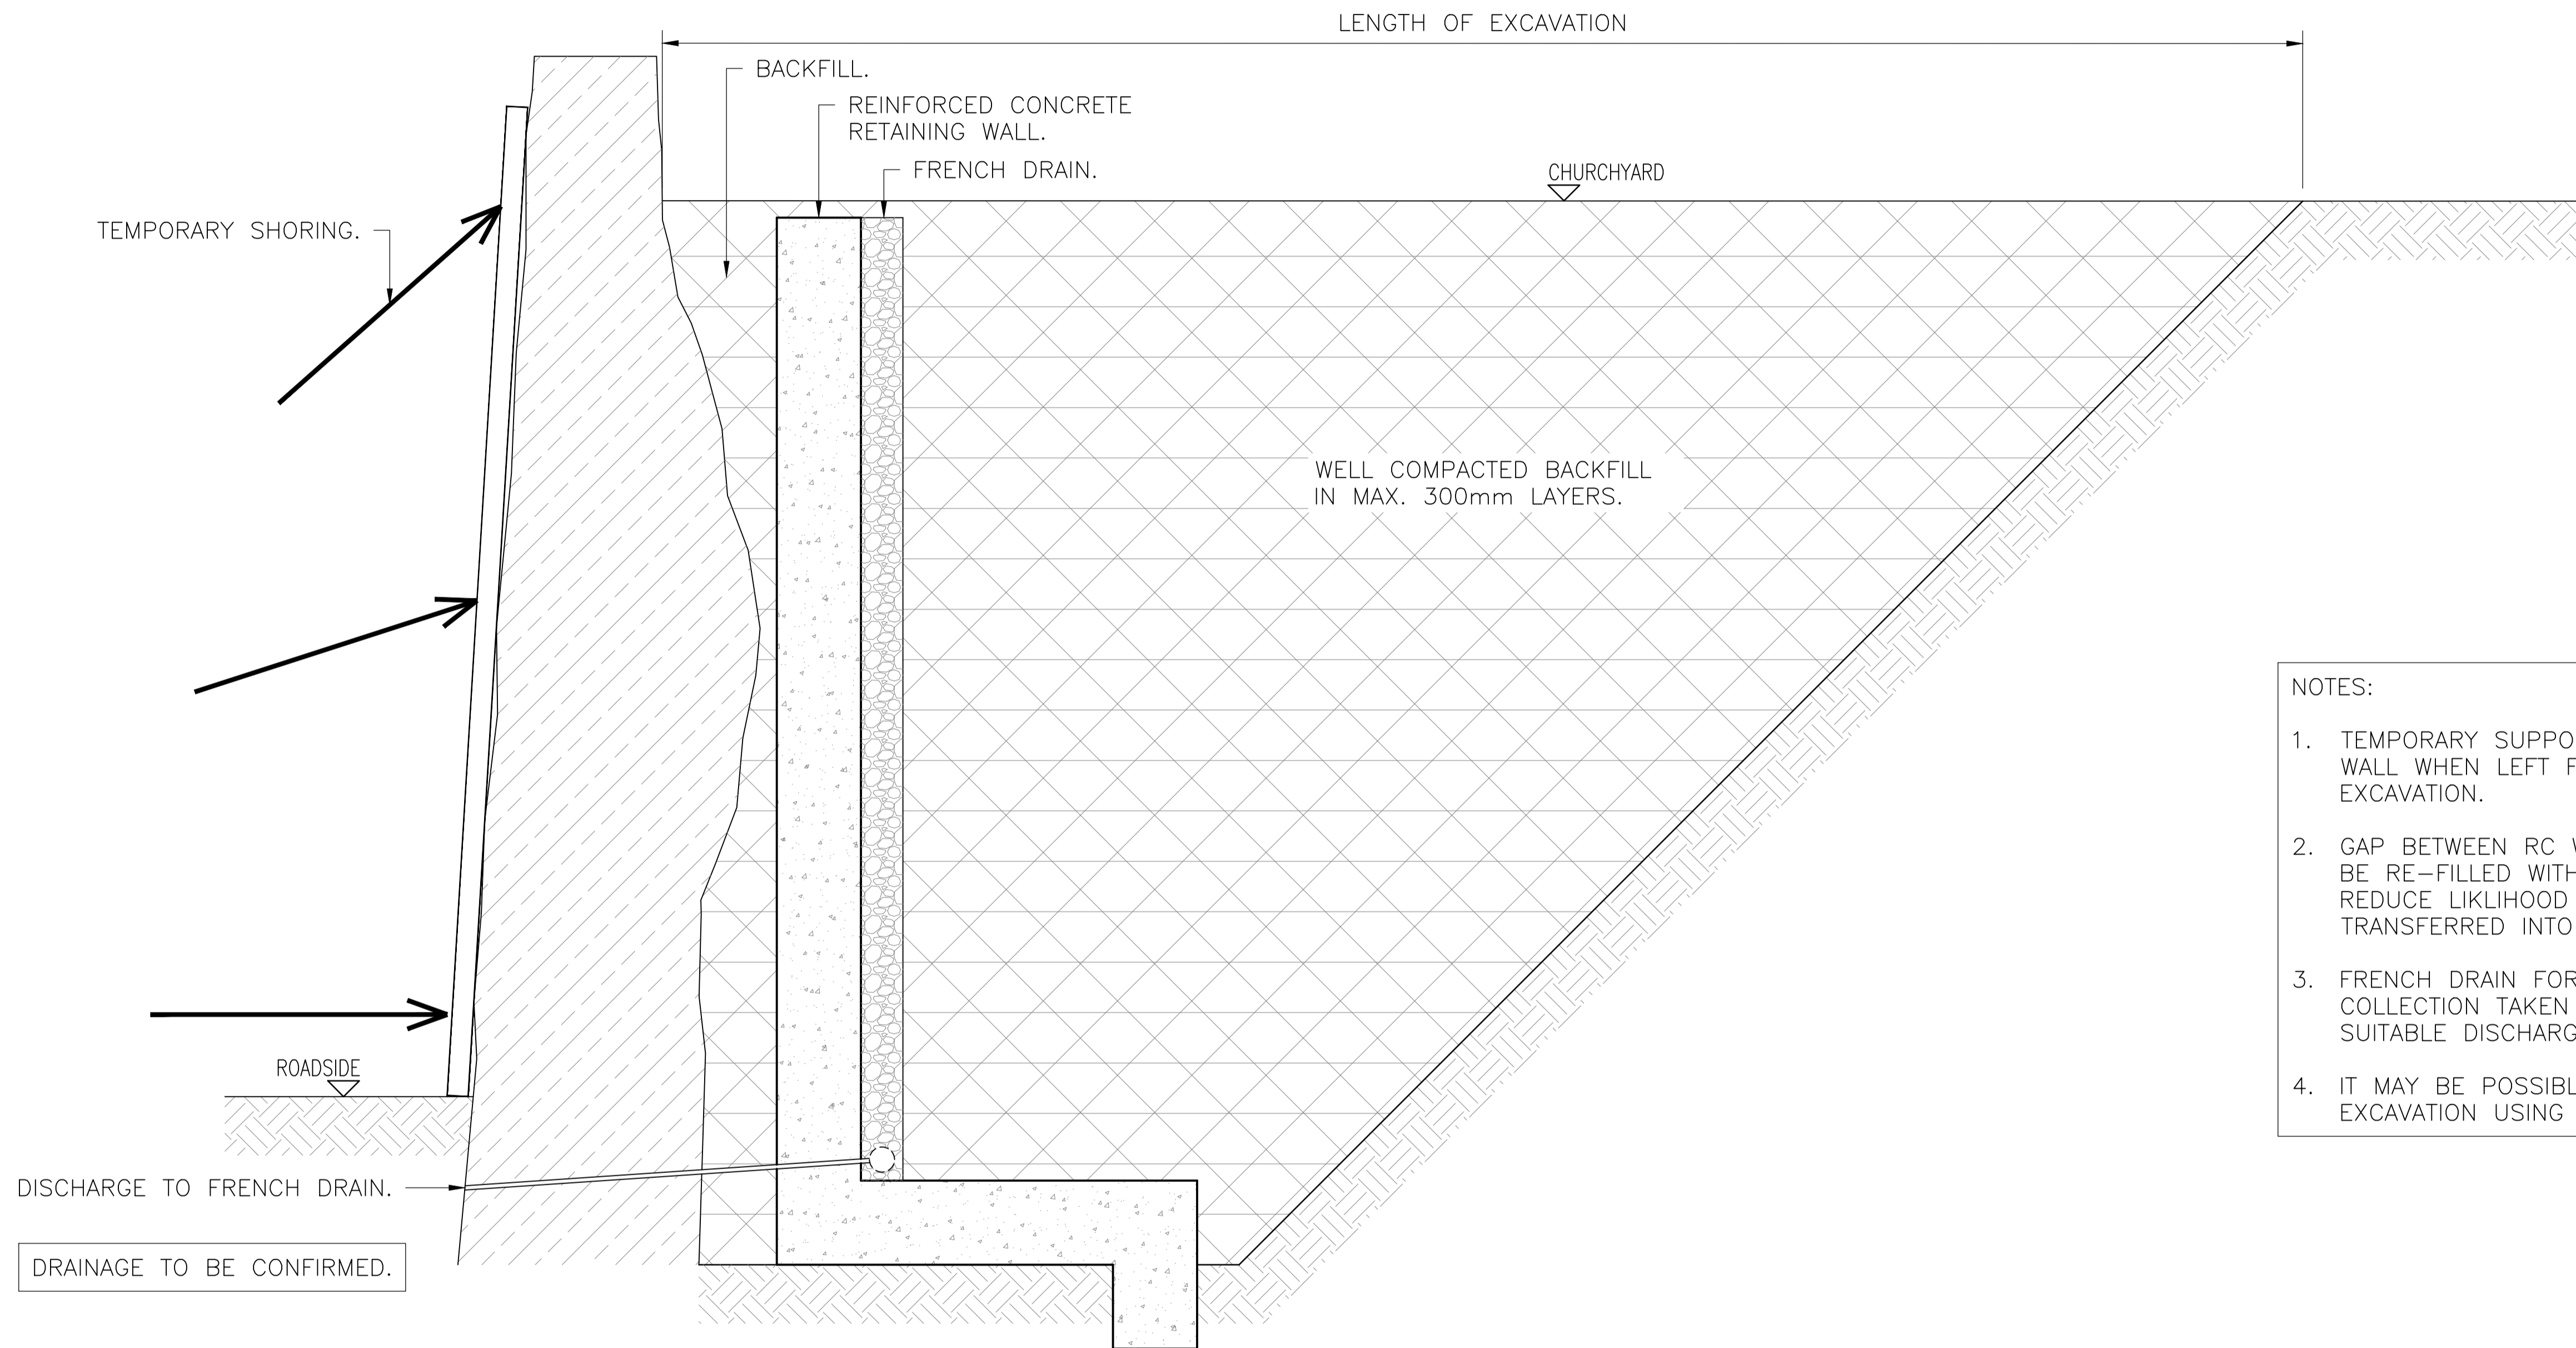 LENGTH OF EXCAVATION
BACKFILL.
REINFORCED CONCRETE
RETAINING WALL.
FRENCH DRAIN.
CHURCHYARD
TEMPORARY SHORING.
WELL COMPACTED BACKFILL
IN MAX. 300mm LAYERS.
ROADSIDE
DISCHARGE TO FRENCH DRAIN.
DRAINAGE TO BE CONFIRMED.
NOTES:
1. TEMPORARY SUPPO
WALL WHEN LEFT F
EXCAVATION.
2. GAP BETWEEN RC W
BE RE-FILLED WITH
REDUCE LIKLIHOOD
TRANSFERRED INTO
3. FRENCH DRAIN FOR
COLLECTION TAKEN
SUITABLE DISCHARG
4. IT MAY BE POSSIBL
EXCAVATION USING